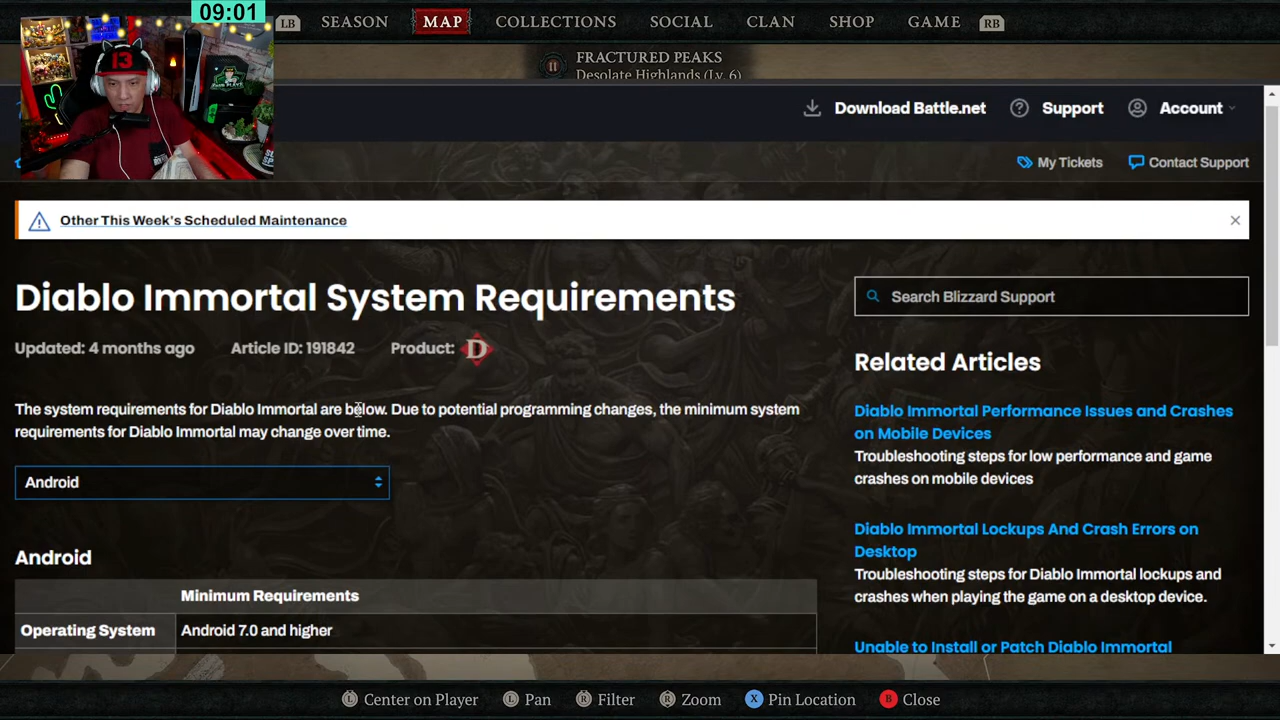 09:01
LB SEASON MAP COLLECTIONS SOCIAL CLAN SHOP GAME RB
FRACTURED PEAKS
II
Desolate Highlands (Lv. 6)
13
Download Battle.net Support Account
My Tickets Contact Support
Other This Week's Scheduled Maintenance
Diablo Immortal System Requirements
Updated: 4 months ago Article ID: 191842 Product: D
The system requirements for Diablo Immortal are below. Due to potential programming changes, the minimum system
requirements for Diablo Immortal may change over time.
Android
Android
Minimum Requirements
Operating System Android 7.0 and higher
Search Blizzard Support
Related Articles
Diablo Immortal Performance Issues and Crashes
on Mobile Devices
Troubleshooting steps for low performance and game
crashes on mobile devices
Diablo Immortal Lockups And Crash Errors on
Desktop
Troubleshooting steps for Diablo Immortal lockups and
crashes when playing the game on a desktop device.
Unable to Install or Patch Diablo Immortal
L Center on Player L Pan R Filter R Zoom X Pin Location B Close